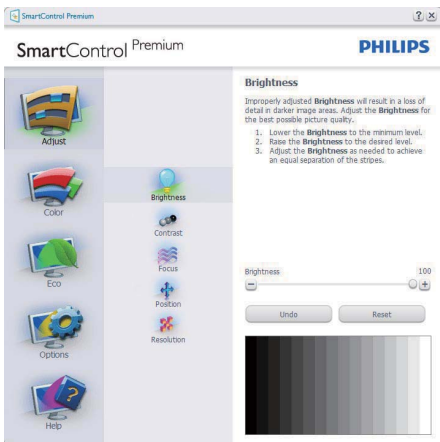 SmartControl Premium
SmartControl Premium
PHILIPS
Adjust
Color
Eco
Options
Help
Brightness
Contrast
Focus
Position
Resolution
Brightness
Improperly adjusted Brightness will result in a loss of
detail in darker image areas. Adjust the Brightness for
the best possible picture quality.
1. Lower the Brightness to the minimum level.
2. Raise the Brightness to the desired level.
3. Adjust the Brightness as needed to achieve
an equal separation of the stripes.
Brightness 100
Undo Reset